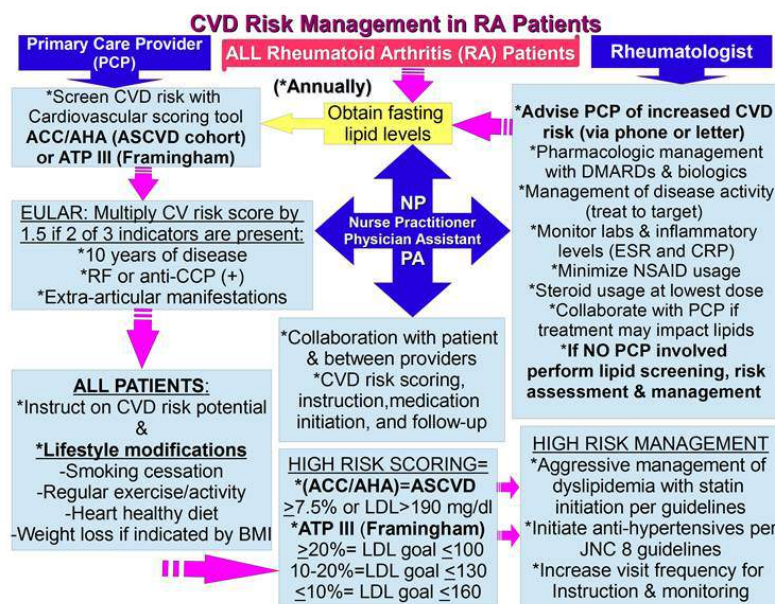 CVD Risk Management in RA Patients
Primary Care Provider
(PCP)
ALL Rheumatoid Arthritis (RA) Patients
Rheumatologist
(*Annually)
*Screen CVD risk with
Cardiovascular scoring tool
ACC/AHA (ASCVD cohort)
or ATP III (Framingham)
Obtain fasting
lipid levels
*Advise PCP of increased CVD
risk (via phone or letter)
*Pharmacologic management
with DMARDs & biologics
*Management of disease activity
(treat to target)
*Monitor labs & inflammatory
levels (ESR and CRP)
*Minimize NSAID usage
*Steroid usage at lowest dose
*Collaborate with PCP if
treatment may impact lipids
*If NO PCP involved
perform lipid screening, risk
assessment & management
EULAR: Multiply CV risk score by
1.5 if 2 of 3 indicators are present:
*10 years of disease
*RF or anti-CCP (+)
*Extra-articular manifestations
NP
Nurse Practitioner
Physician Assistant
PA
*Collaboration with patient
& between providers
*CVD risk scoring,
instruction,medication
initiation, and follow-up
ALL PATIENTS:
*Instruct on CVD risk potential
&
*Lifestyle modifications
-Smoking cessation
-Regular exercise/activity
-Heart healthy diet
-Weight loss if indicated by BMI
HIGH RISK SCORING=
*(ACC/AHA)=ASCVD
≥7.5% or LDL>190 mg/dl
*ATP III (Framingham)
≥20%= LDL goal ≤100
10-20%=LDL goal ≤130
≤10%= LDL goal ≤160
HIGH RISK MANAGEMENT
*Aggressive management of
dyslipidemia with statin
initiation per guidelines
*Initiate anti-hypertensives per
JNC 8 guidelines
*Increase visit frequency for
Instruction & monitoring